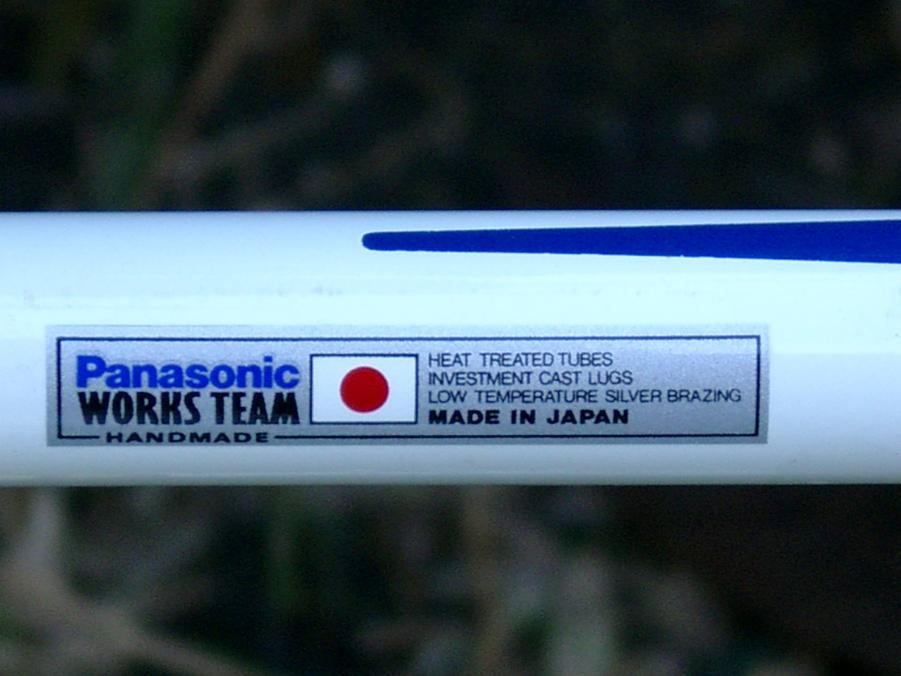 Panasonic
WORKS TEAM
HANDMADE
HEAT TREATED TUBES
INVESTMENT CAST LUGS
LOW TEMPERATURE SILVER BRAZING
MADE IN JAPAN